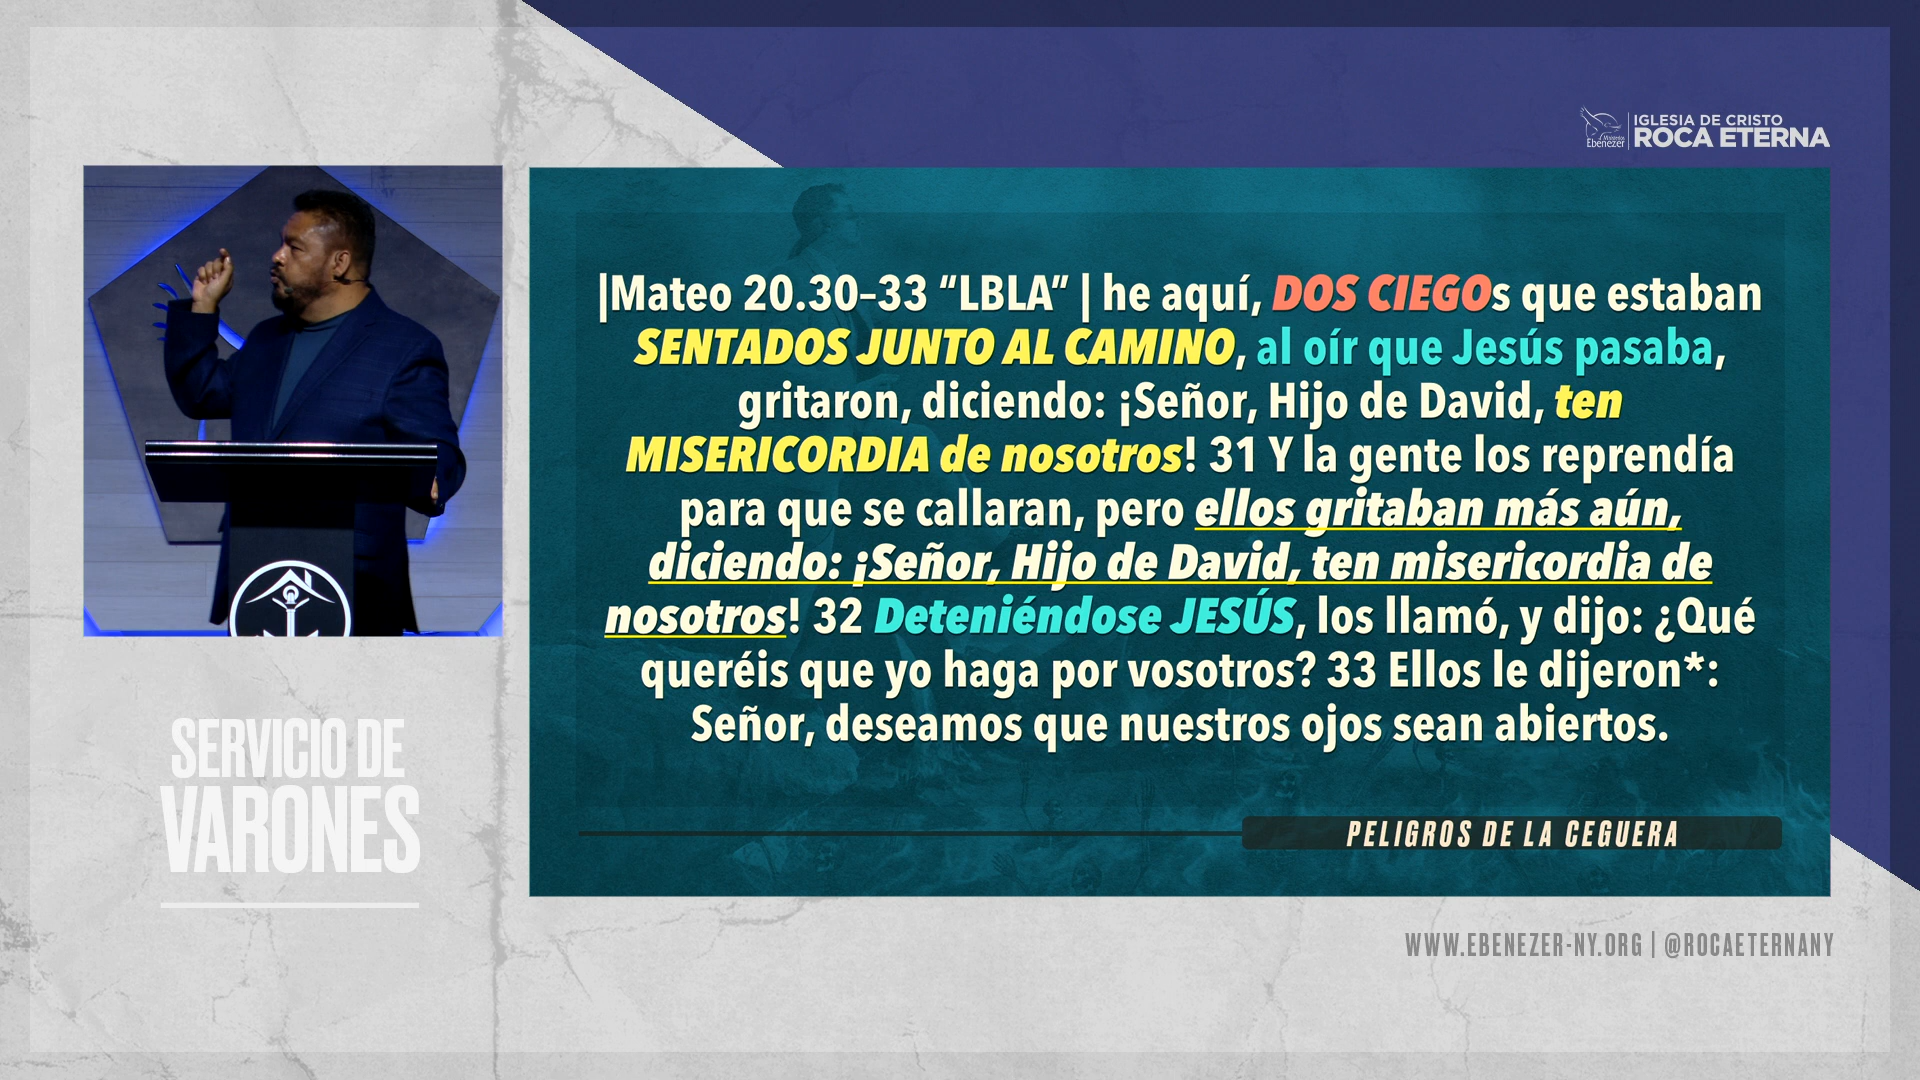 Ministerios
Ebenezer
IGLESIA DE CRISTO
ROCA ETERNA
|Mateo 20.30–33 “LBLA” | he aquí, DOS CIEGOs que estaban
SENTADOS JUNTO AL CAMINO, al oír que Jesús pasaba,
gritaron, diciendo: ¡Señor, Hijo de David, ten
MISERICORDIA de nosotros! 31 Y la gente los reprendía
para que se callaran, pero ellos gritaban más aún,
diciendo: ¡Señor, Hijo de David, ten misericordia de
nosotros! 32 Deteniéndose JESÚS, los llamó, y dijo: ¿Qué
queréis que yo haga por vosotros? 33 Ellos le dijeron*:
Señor, deseamos que nuestros ojos sean abiertos.
PELIGROS DE LA CEGUERA
SERVICIO DE
VARONES
WWW.EBENEZER-NY.ORG | @ROCAETERNANY